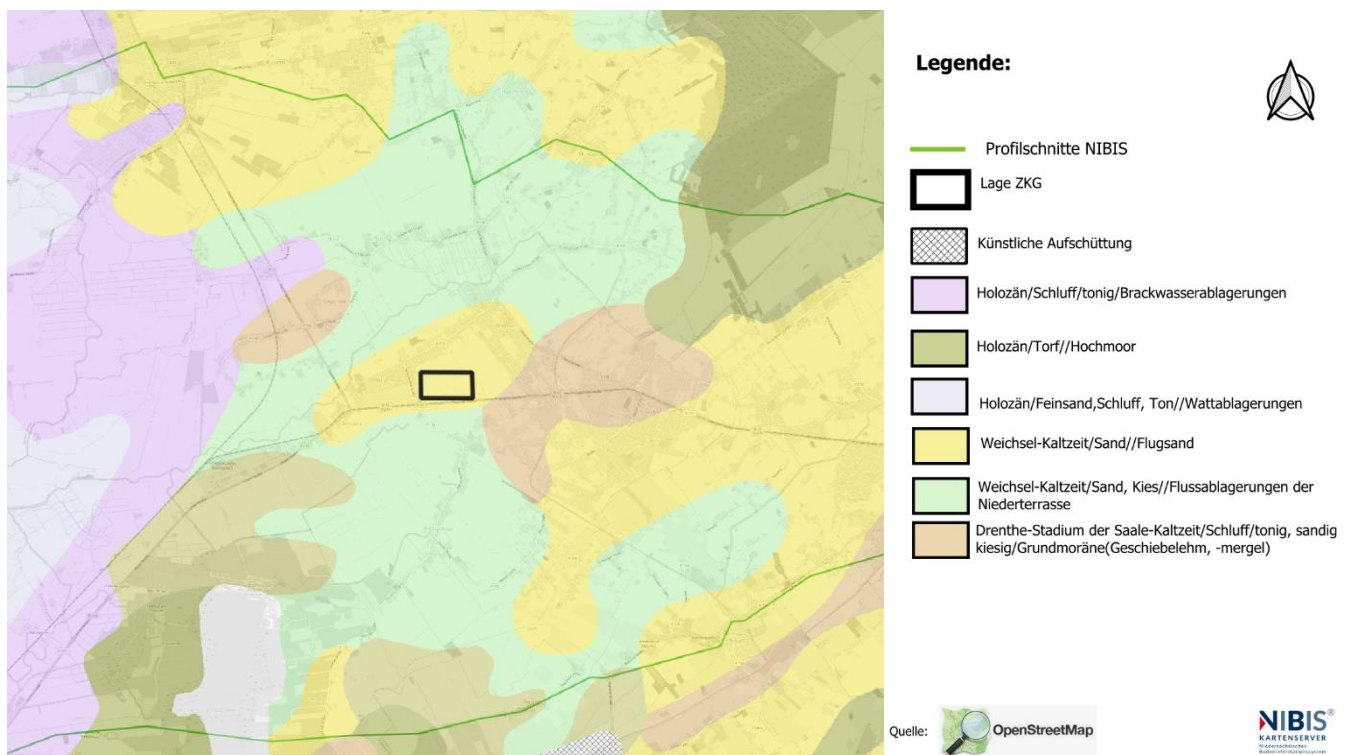 Legende:
Profilschnitte NIBIS
Lage ZKG
Künstliche Aufschüttung
Holozän/Schluff/tonig/Brackwasserablagerungen
Holozän/Torf//Hochmoor
Holozän/Feinsand,Schluff, Ton//Wattablagerungen
Weichsel-Kaltzeit/Sand//Flugsand
Weichsel-Kaltzeit/Sand, Kies//Flussablagerungen der
Niederterrasse
Drenthe-Stadium der Saale-Kaltzeit/Schluff/tonig, sandig
kiesig/Grundmoräne(Geschiebelehm, -mergel)
Quelle:
OpenStreetMap
NIBIS®
KARTENSERVER
Niedersächsisches
Bodeninformationssystem